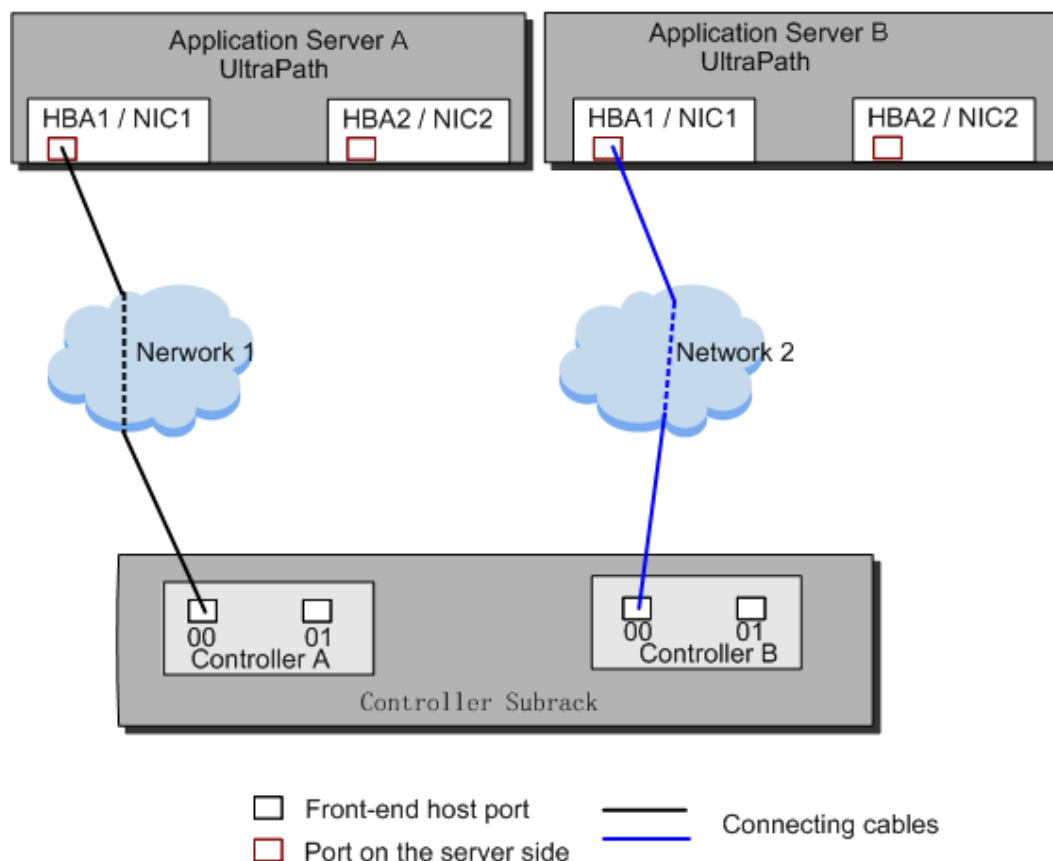 Application Server A
UltraPath
HBA1 / NIC1
HBA2 / NIC2
Application Server B
UltraPath
HBA1 / NIC1
HBA2 / NIC2
Nerwork 1
Network 2
00
01
Controller A
00
01
Controller B
Controller Subrack
Front-end host port
Port on the server side
Connecting cables